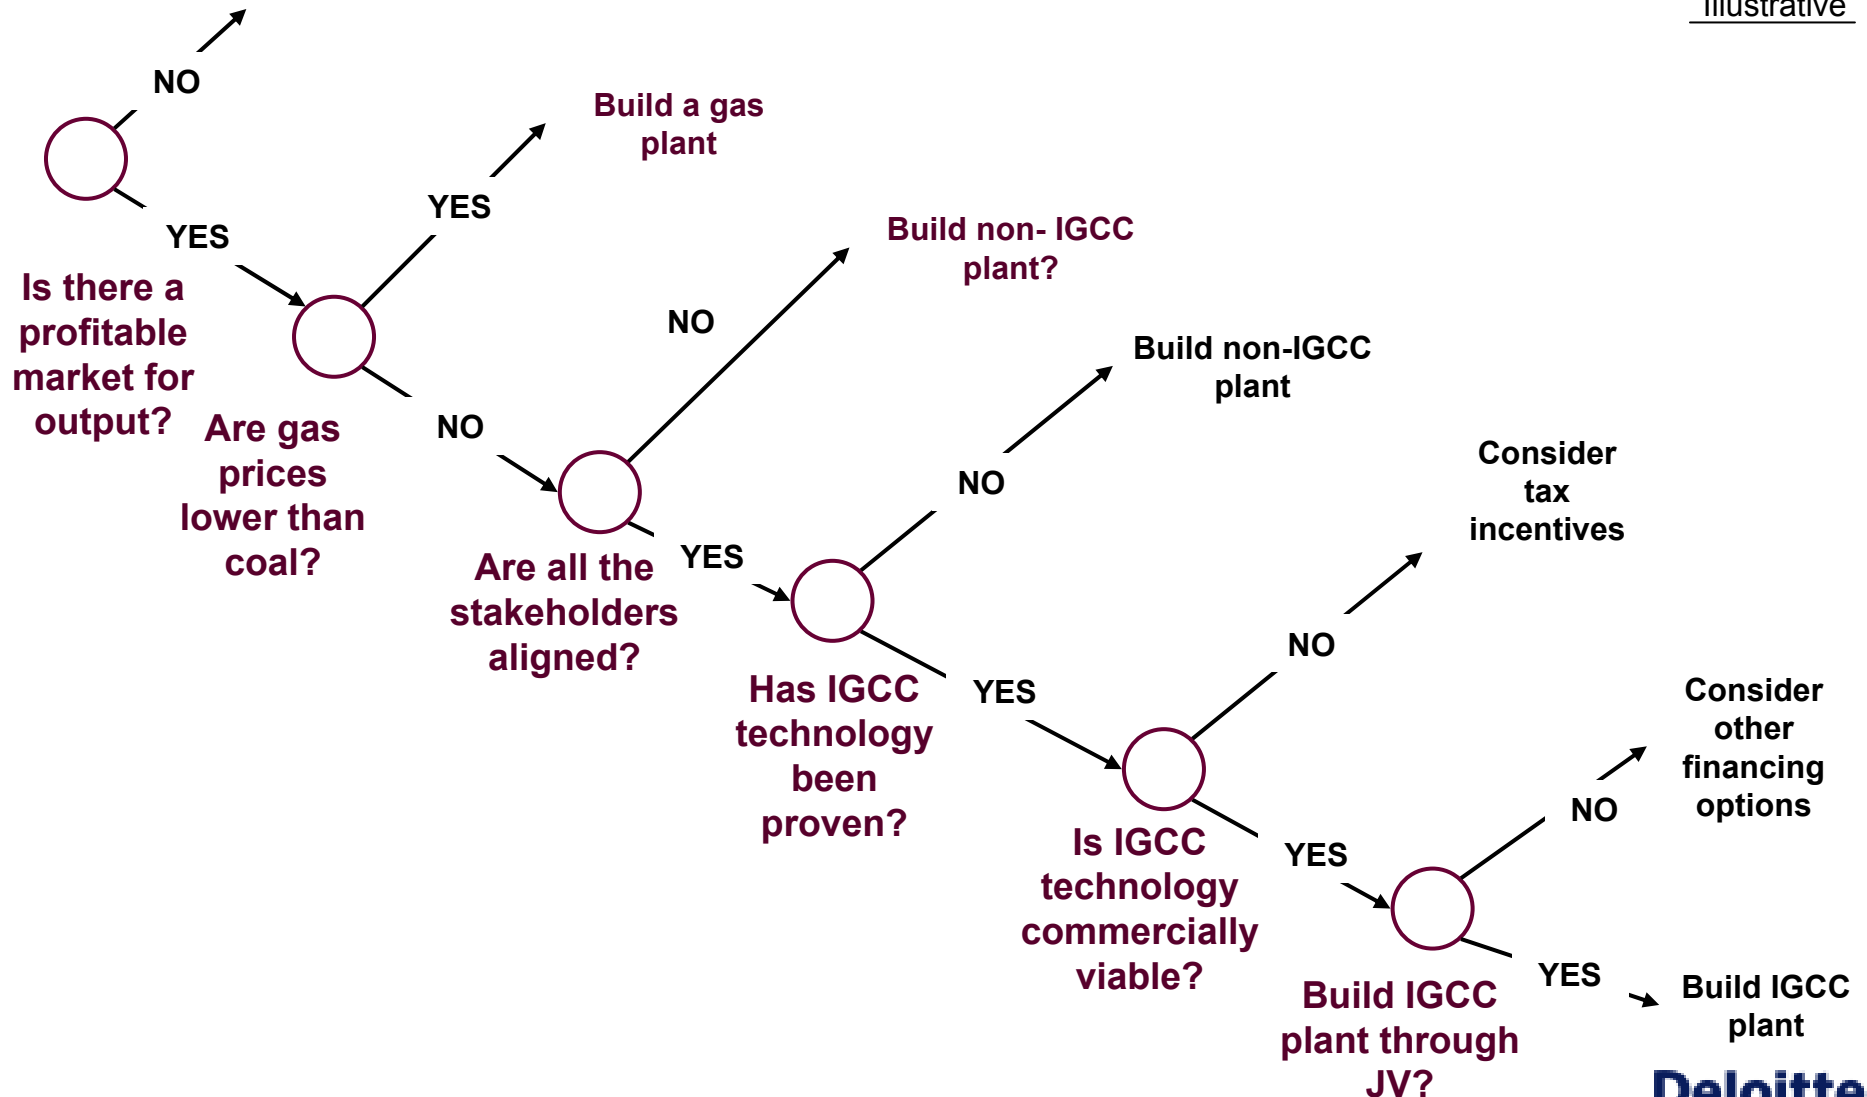 Illustrative
NO
Build a gas
plant
YES
YES
Build non- IGCC
plant?
Is there a
profitable
market for
output?
NO
Build non-IGCC
plant
Are gas
prices
lower than
coal?
NO
NO
Consider
tax
incentives
Are all the
stakeholders
aligned?
YES
NO
Has IGCC
technology
been
proven?
YES
Consider
other
financing
options
NO
Is IGCC
technology
commercially
viable?
YES
Build IGCC
plant through
JV?
YES
Build IGCC
plant
Deloitte